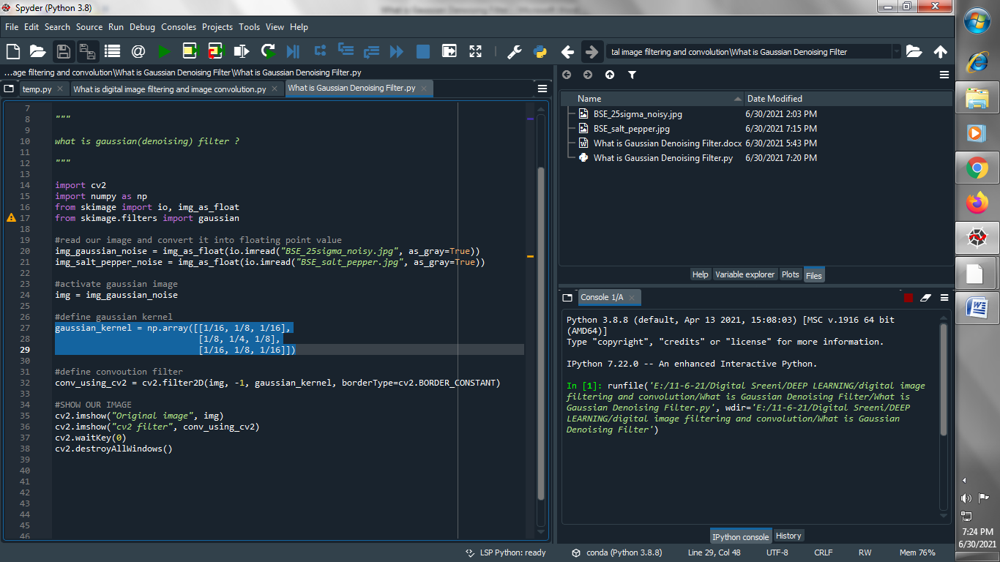 Spyder (Python 3.8)
What is Gaussian Denoising Filter - Microsoft Word
File Edit Search Source Run Debug Consoles Projects Tools View Help
tal image filtering and convolution\What is Gaussian Denoising Filter
...age filtering and convolution\What is Gaussian Denoising Filter\What is Gaussian Denoising Filter.py
temp.py What is digital image filtering and image convolution.py What is Gaussian Denoising Filter.py
7
8 """
9
10 what is gaussian(denoising) filter ?
11
12 """
13
14 import cv2
15 import numpy as np
16 from skimage import io, img_as_float
17 from skimage.filters import gaussian
18
19 #read our image and convert it into floating point value
20 img_gaussian_noise = img_as_float(io.imread("BSE_25sigma_noisy.jpg", as_gray=True))
21 img_salt_pepper_noise = img_as_float(io.imread("BSE_salt_pepper.jpg", as_gray=True))
22
23 #activate gaussian image
24 img = img_gaussian_noise
25
26 #define gaussian kernel
27 gaussian_kernel = np.array([[1/16, 1/8, 1/16],
28 [1/8, 1/4, 1/8],
29 [1/16, 1/8, 1/16]])
30
31 #define convoution filter
32 conv_using_cv2 = cv2.filter2D(img, -1, gaussian_kernel, borderType=cv2.BORDER_CONSTANT)
33
34 #SHOW OUR IMAGE
35 cv2.imshow("Original image", img)
36 cv2.imshow("cv2 filter", conv_using_cv2)
37 cv2.waitKey(0)
38 cv2.destroyAllWindows()
39
40
41
42
43
44
45
46
Name Date Modified
BSE_25sigma_noisy.jpg 6/30/2021 2:03 PM
BSE_salt_pepper.jpg 6/30/2021 7:15 PM
What is Gaussian Denoising Filter.docx 6/30/2021 5:43 PM
What is Gaussian Denoising Filter.py 6/30/2021 7:20 PM
Help Variable explorer Plots Files
Console 1/A
Python 3.8.8 (default, Apr 13 2021, 15:08:03) [MSC v.1916 64 bit
(AMD64)]
Type "copyright", "credits" or "license" for more information.
IPython 7.22.0 -- An enhanced Interactive Python.
In [1]: runfile('E:/11-6-21/Digital Sreeni/DEEP LEARNING/digital image
filtering and convolution/What is Gaussian Denoising Filter/What is
Gaussian Denoising Filter.py', wdir='E:/11-6-21/Digital Sreeni/DEEP
LEARNING/digital image filtering and convolution/What is Gaussian
Denoising Filter')
IPython console History
LSP Python: ready conda (Python 3.8.8) Line 29, Col 48 UTF-8 CRLF RW Mem 76%
7:24 PM
6/30/2021